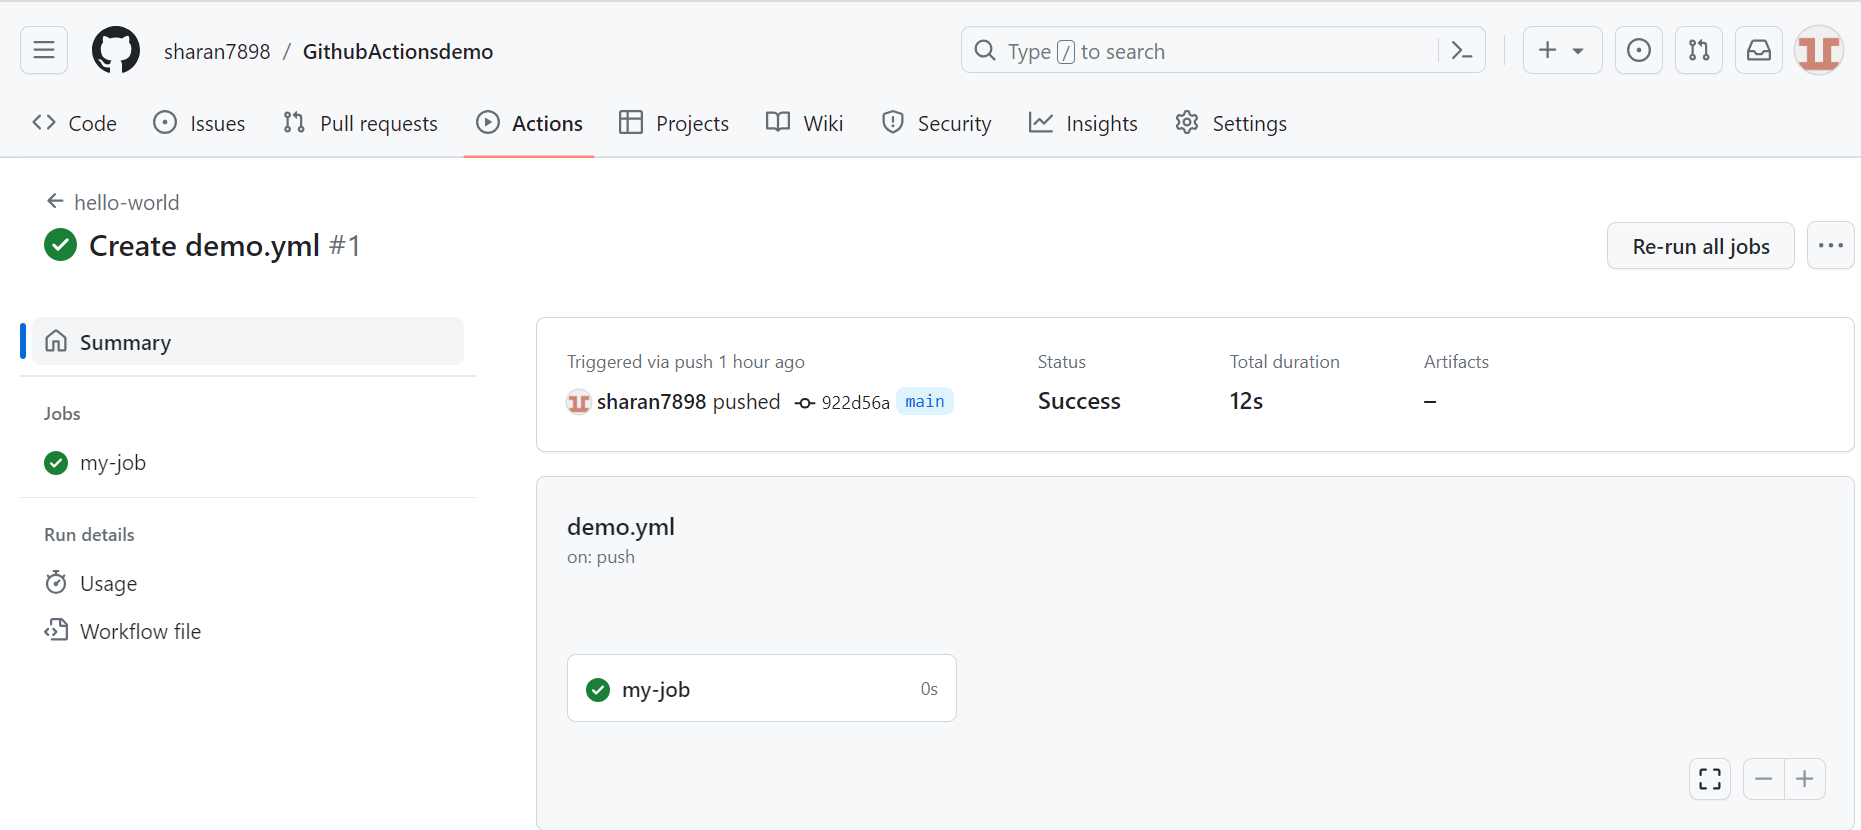 sharan7898 / GithubActionsdemo
Type / to search
Code Issues Pull requests Actions Projects Wiki Security Insights Settings
hello-world
Create demo.yml #1
Re-run all jobs
Summary
Jobs
my-job
Run details
Usage
Workflow file
Triggered via push 1 hour ago
sharan7898 pushed 922d56a main
Status
Success
Total duration
12s
Artifacts
–
demo.yml
on: push
my-job 0s